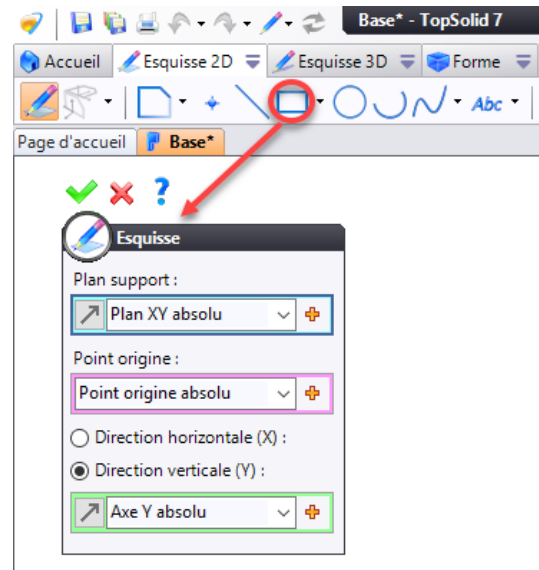 Base* - TopSolid 7
Accueil Esquisse 2D Esquisse 3D Forme
Abc
Page d'accueil Base*
?
Esquisse
Plan support :
Plan XY absolu
Point origine :
Point origine absolu
Direction horizontale (X) :
Direction verticale (Y) :
Axe Y absolu